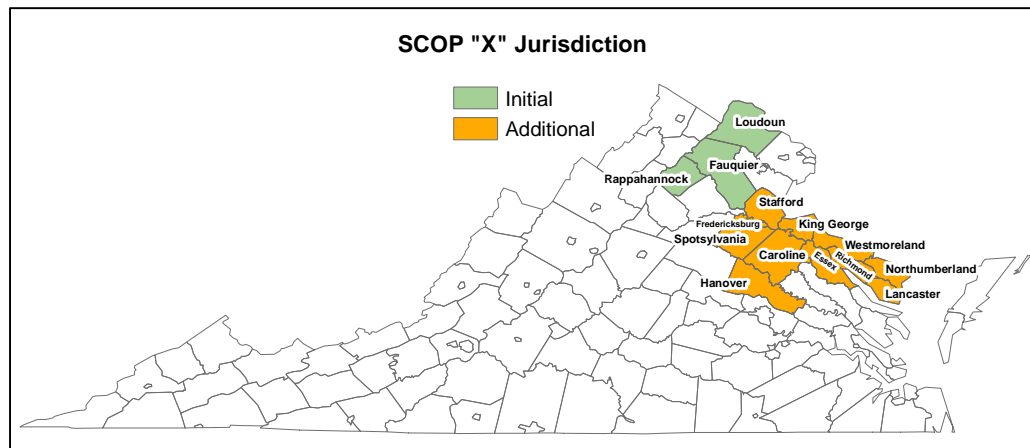 SCOP "X" Jurisdiction
Initial
Additional
Loudoun
Fauquier
Rappahannock
Stafford
Fredericksburg
King George
Spotsylvania
Westmoreland
Caroline
Essex
Richmond
Northumberland
Hanover
Lancaster